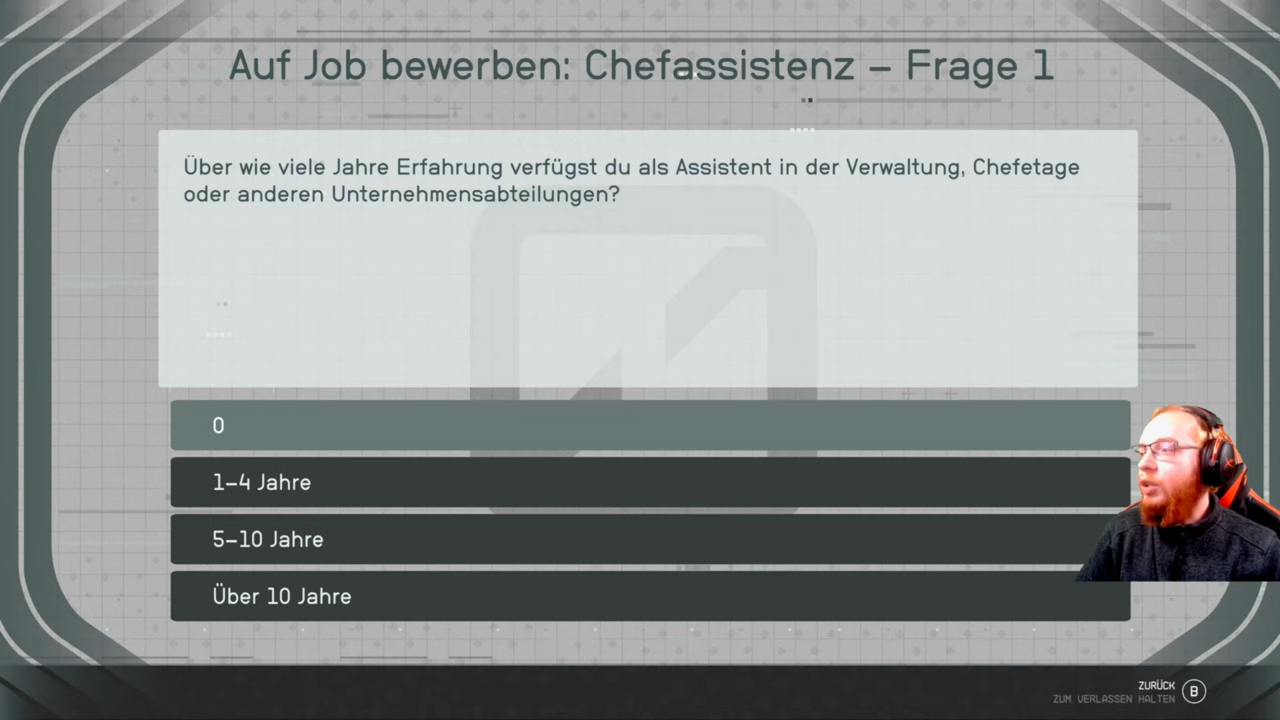 Auf Job bewerben: Chefassistenz – Frage 1
Über wie viele Jahre Erfahrung verfügst du als Assistent in der Verwaltung, Chefetage
oder anderen Unternehmensabteilungen?
0
1–4 Jahre
5–10 Jahre
Über 10 Jahre
ZURÜCK
ZUM VERLASSEN HALTEN
B